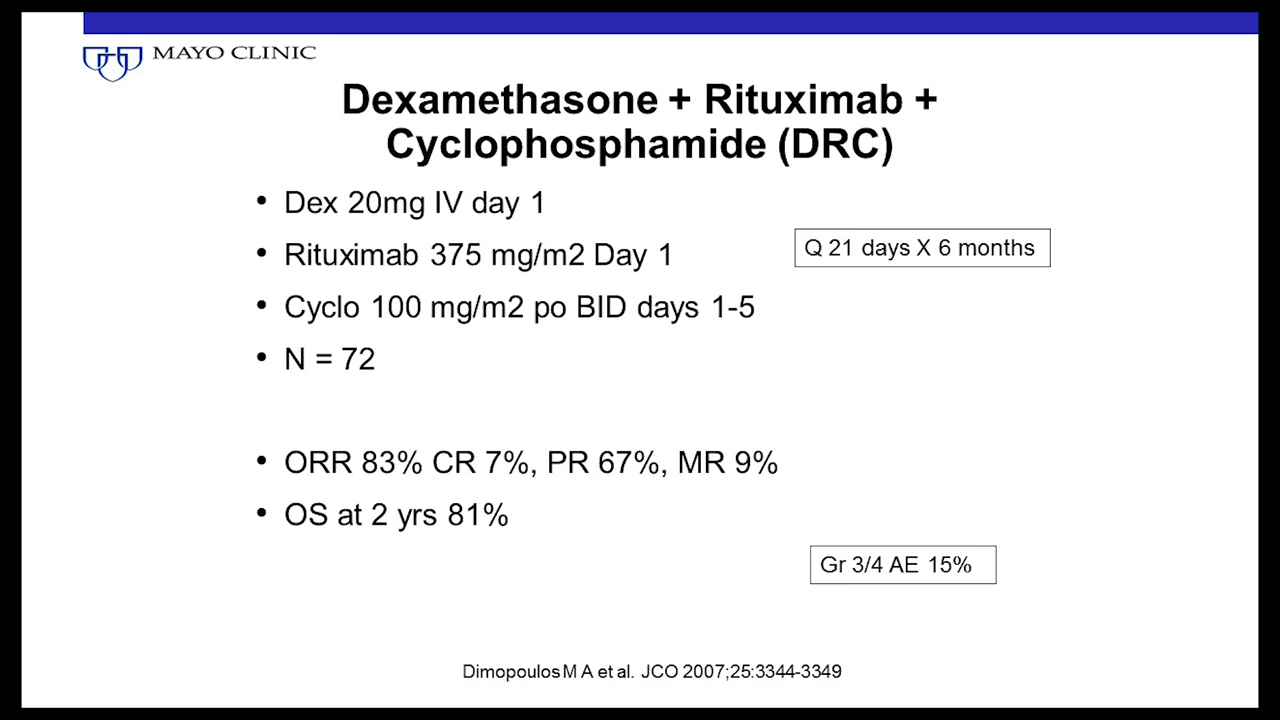 MAYO CLINIC
Dexamethasone + Rituximab +
Cyclophosphamide (DRC)
• Dex 20mg IV day 1
• Rituximab 375 mg/m2 Day 1
Q 21 days X 6 months
• Cyclo 100 mg/m2 po BID days 1-5
• N = 72
• ORR 83% CR 7%, PR 67%, MR 9%
• OS at 2 yrs 81%
Gr 3/4 AE 15%
Dimopoulos M A et al. JCO 2007;25:3344-3349